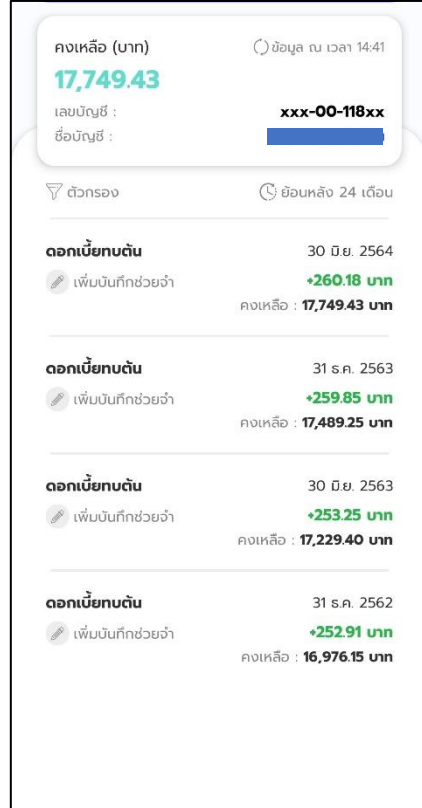 คงเหลือ (บาท) ข้อมูล ณ เวลา 14:41
17,749.43
เลขบัญชี : xxx-00-118xx
ชื่อบัญชี :
ตัวกรอง ย้อนหลัง 24 เดือน
ดอกเบี้ยทบต้น 30 มิ.ย. 2564
เพิ่มบันทึกช่วยจำ +260.18 บาท
คงเหลือ : 17,749.43 บาท
ดอกเบี้ยทบต้น 31 ธ.ค. 2563
เพิ่มบันทึกช่วยจำ +259.85 บาท
คงเหลือ : 17,489.25 บาท
ดอกเบี้ยทบต้น 30 มิ.ย. 2563
เพิ่มบันทึกช่วยจำ +253.25 บาท
คงเหลือ : 17,229.40 บาท
ดอกเบี้ยทบต้น 31 ธ.ค. 2562
เพิ่มบันทึกช่วยจำ +252.91 บาท
คงเหลือ : 16,976.15 บาท